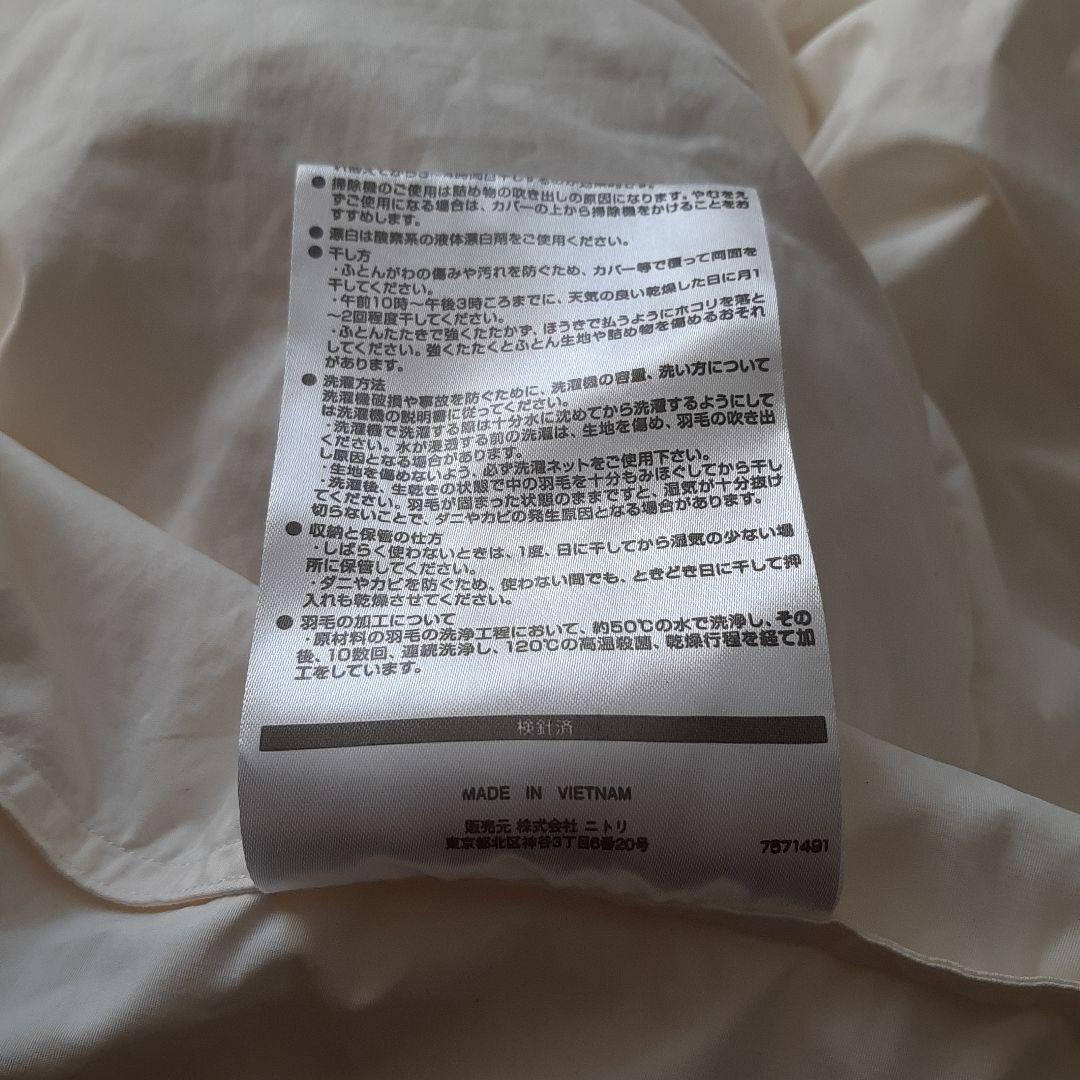 ● 掃除機のご使用は詰め物の吹き出しの原因になります。やむをえ
ずご使用になる場合は、カバーの上から掃除機をかけることをお
すすめします。
● 漂白は酸素系の液体漂白剤をご使用ください。
● 干し方
・ふとんがわの傷みや汚れを防ぐため、カバー等で覆って両面を
干してください。
・午前10時～午後3時ころまでに、天気の良い乾燥した日に月1
～2回程度干してください。
・ふとんたたきで強くたたかず、ほうきで払うようにホコリを落と
してください。強くたたくとふとん生地や詰め物を傷めるおそれ
があります。
● 洗濯方法
洗濯機破損や事故を防ぐために、洗濯機の容量、洗い方について
は洗濯機の説明書に従ってください。
・洗濯機で洗濯する際は十分水に沈めてから洗濯するようにして
ください。水が浸透する前の洗濯は、生地を傷め、羽毛の吹き出
し原因となる場合があります。
・生地を傷めないよう、必ず洗濯ネットをご使用下さい。
・洗濯後、生乾きの状態で中の羽毛を十分もみほぐしてから干し
てください。羽毛が固まった状態のままですと、湿気が十分抜け
切らないことで、ダニやカビの発生原因となる場合があります。
● 収納と保管の仕方
・しばらく使わないときは、1度、日に干してから湿気の少ない場
所に保管してください。
・ダニやカビを防ぐため、使わない間でも、ときどき日に干して押
入れも乾燥させてください。
● 羽毛の加工について
・原材料の羽毛の洗浄工程において、約50℃の水で洗浄し、その
後、10数回、連続洗浄し、120℃の高温殺菌、乾燥行程を経て加
工をしています。
検針済
MADE IN VIETNAM
販売元 株式会社 ニトリ
東京都北区神谷3丁目6番20号 7571491